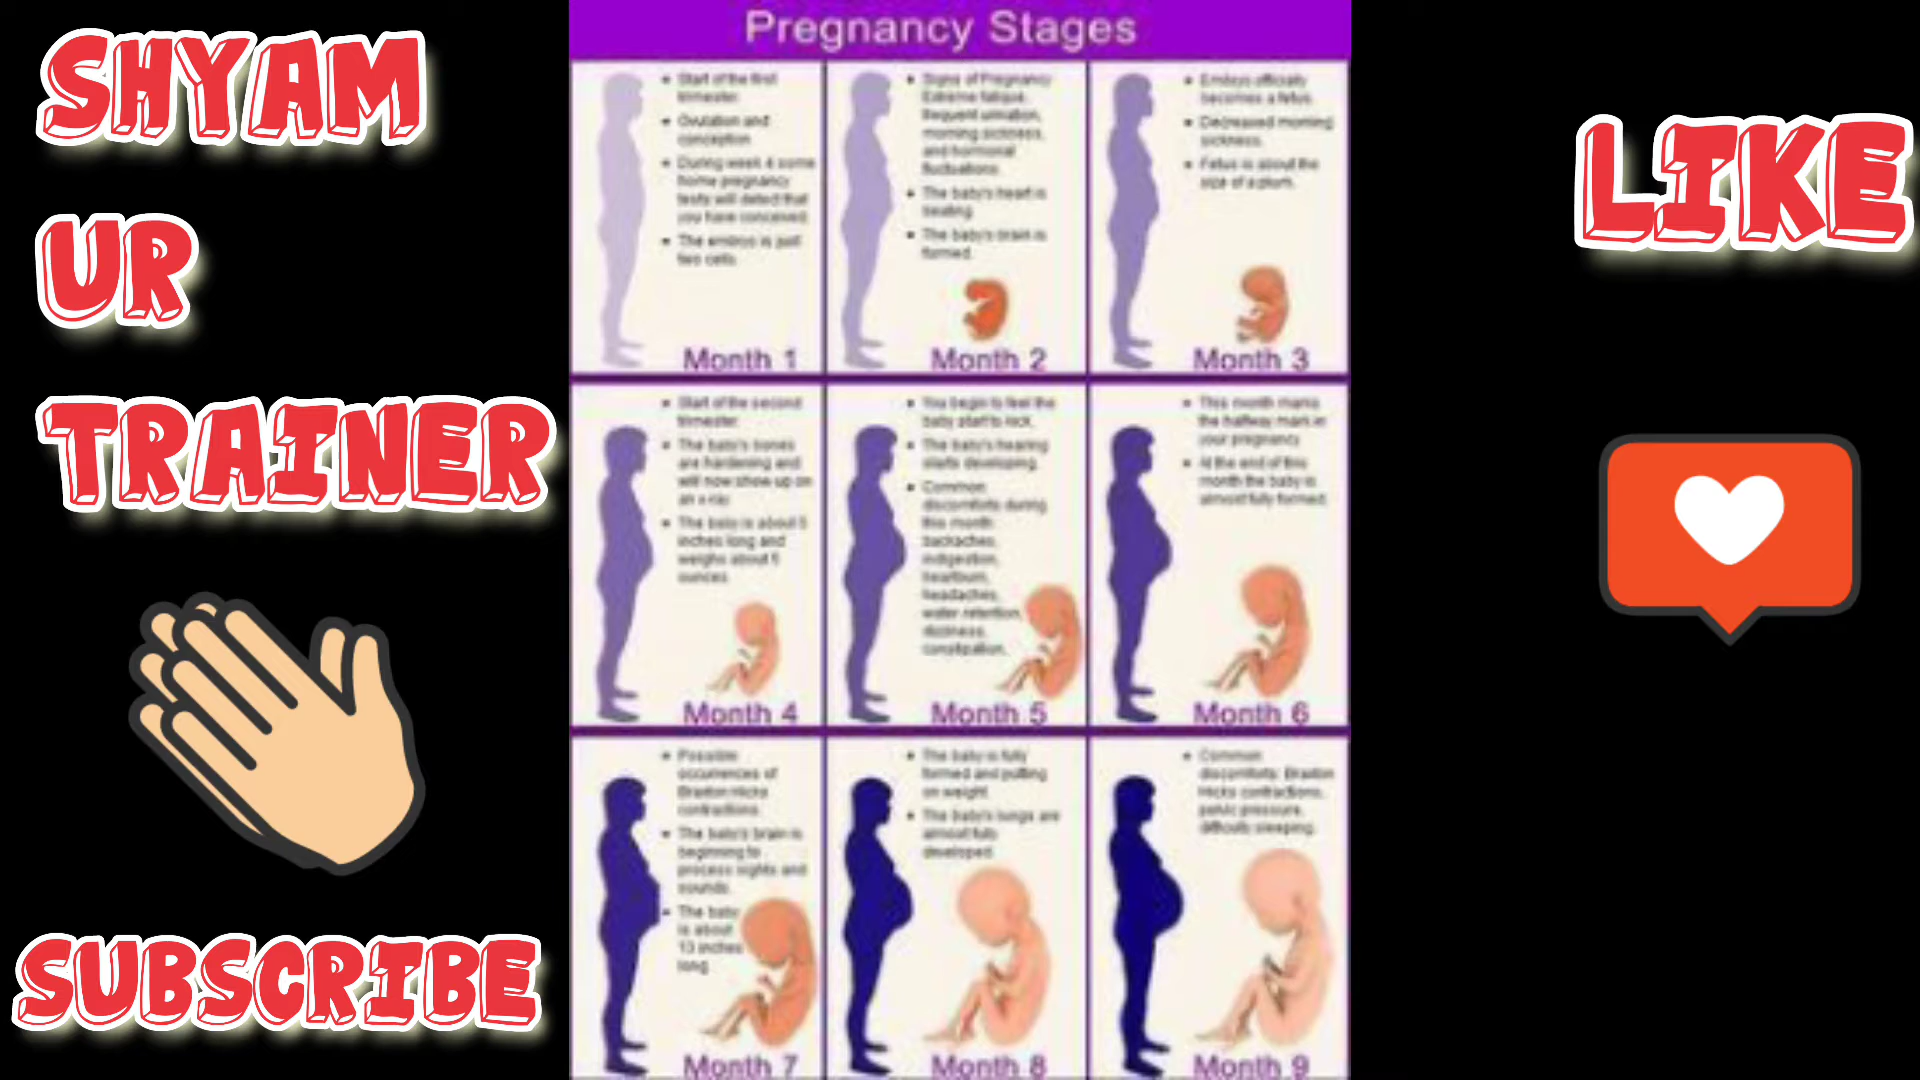 SHYAM
UR
TRAINER
SUBSCRIBE
Pregnancy Stages
Start of the first
trimester.
Ovulation and
conception
During week 4 some
home pregnancy
tests will detect that
you have conceived.
The embryo is just
two cells.
Month 1
Signs of Pregnancy
Extreme fatigue,
frequent urination,
morning sickness,
and hormonal
fluctuations.
The baby's heart is
beating.
The baby's brain is
formed.
Month 2
Embryo officially
becomes a fetus.
Decreased morning
sickness.
Fetus is about the
size of a plum.
Month 3
Start of the second
trimester.
The baby's bones
are hardening and
will now show up on
an x-ray.
The baby is about 5
inches long and
weighs about 5
ounces.
Month 4
You begin to feel the
baby start to kick.
The baby's hearing
starts developing.
Common
discomforts during
this month:
backaches,
indigestion,
heartburn,
headaches,
water retention,
dizziness,
constipation.
Month 5
This month marks
the halfway mark in
your pregnancy.
At the end of this
month the baby is
almost fully formed.
Month 6
Possible
occurrences of
Braxton Hicks
contractions.
The baby's brain is
beginning to
process sights and
sounds.
The baby
is about
13 inches
long.
Month 7
The baby is fully
formed and putting
on weight.
The baby's lungs are
almost fully
developed.
Month 8
Common
discomforts: Braxton
Hicks contractions,
pelvic pressure,
difficulty sleeping.
Month 9
LIKE